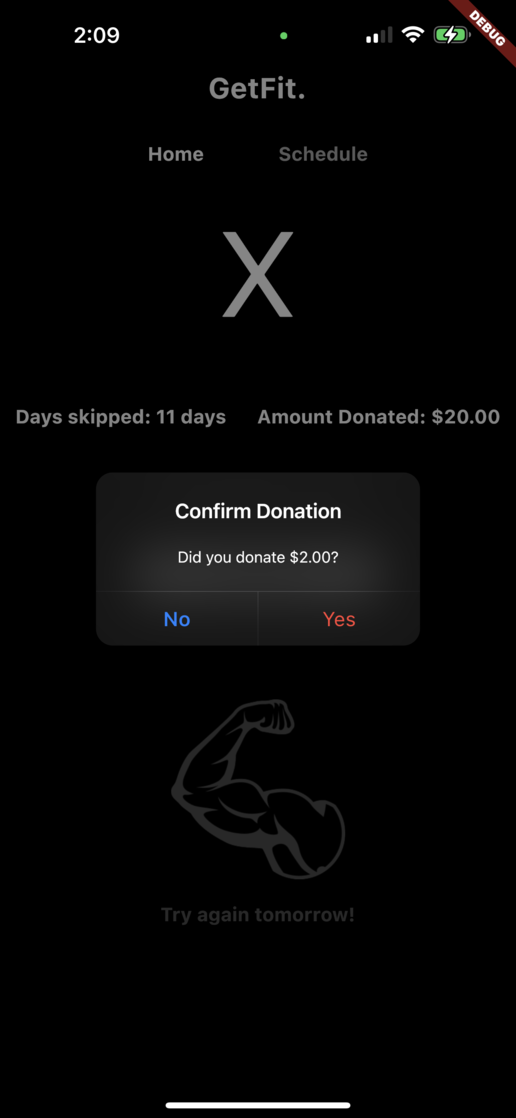 2:09
DEBUG
GetFit.
Home Schedule
X
Days skipped: 11 days Amount Donated: $20.00
Confirm Donation
Did you donate $2.00?
No Yes
Try again tomorrow!